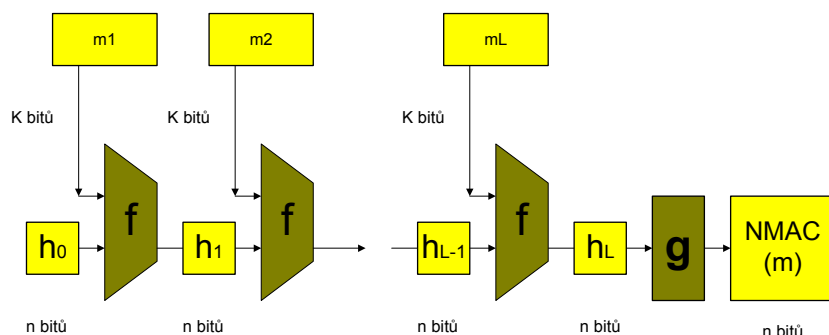 m1 m2 mL
K bitů K bitů K bitů
f f f g NMAC
(m)
h0 h1 hL-1 hL
n bitů n bitů n bitů n bitů n bitů